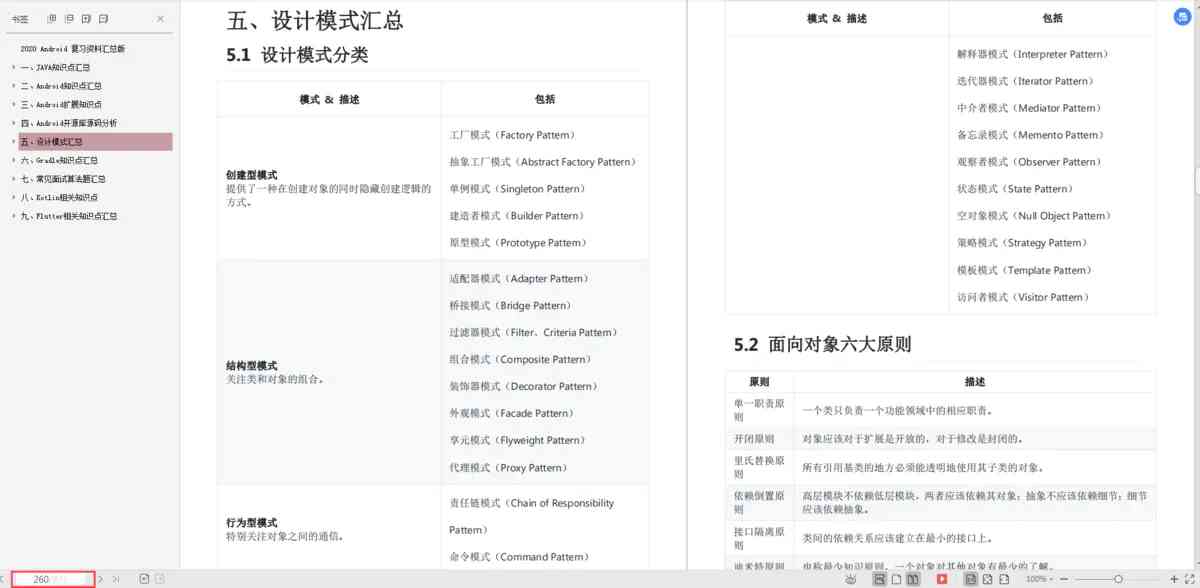 书签
2020 Android 复习资料汇总版
一、JAVA知识点汇总
二、Android知识点汇总
三、Android扩展知识点
四、Android开源库源码分析
五、设计模式汇总
六、Gradle知识点汇总
七、常见面试算法题汇总
八、Kotlin相关知识点
九、Flutter相关知识点汇总
五、设计模式汇总
5.1 设计模式分类
模式 & 描述
包括
创建型模式
提供了一种在创建对象的同时隐藏创建逻辑的
方式。
工厂模式（Factory Pattern）
抽象工厂模式（Abstract Factory Pattern）
单例模式（Singleton Pattern）
建造者模式（Builder Pattern）
原型模式（Prototype Pattern）
结构型模式
关注类和对象的组合。
适配器模式（Adapter Pattern）
桥接模式（Bridge Pattern）
过滤器模式（Filter、Criteria Pattern）
组合模式（Composite Pattern）
装饰器模式（Decorator Pattern）
外观模式（Facade Pattern）
享元模式（Flyweight Pattern）
代理模式（Proxy Pattern）
行为型模式
特别关注对象之间的通信。
责任链模式（Chain of Responsibility
Pattern）
命令模式（Command Pattern）
模式 & 描述
包括
解释器模式（Interpreter Pattern）
迭代器模式（Iterator Pattern）
中介者模式（Mediator Pattern）
备忘录模式（Memento Pattern）
观察者模式（Observer Pattern）
状态模式（State Pattern）
空对象模式（Null Object Pattern）
策略模式（Strategy Pattern）
模板模式（Template Pattern）
访问者模式（Visitor Pattern）
5.2 面向对象六大原则
原则
描述
单一职责原
则
一个类只负责一个功能领域中的相应职责。
开闭原则
对象应该对于扩展是开放的，对于修改是封闭的。
里氏替换原
则
所有引用基类的地方必须能透明地使用其子类的对象。
依赖倒置原
则
高层模块不依赖低层模块，两者应该依赖其对象；抽象不应该依赖细节；细节
应该依赖抽象。
接口隔离原
则
类间的依赖关系应该建立在最小的接口上。
迪米特原则
也称最少知识原则，一个对象对其他对象有最少的了解。
260
100%